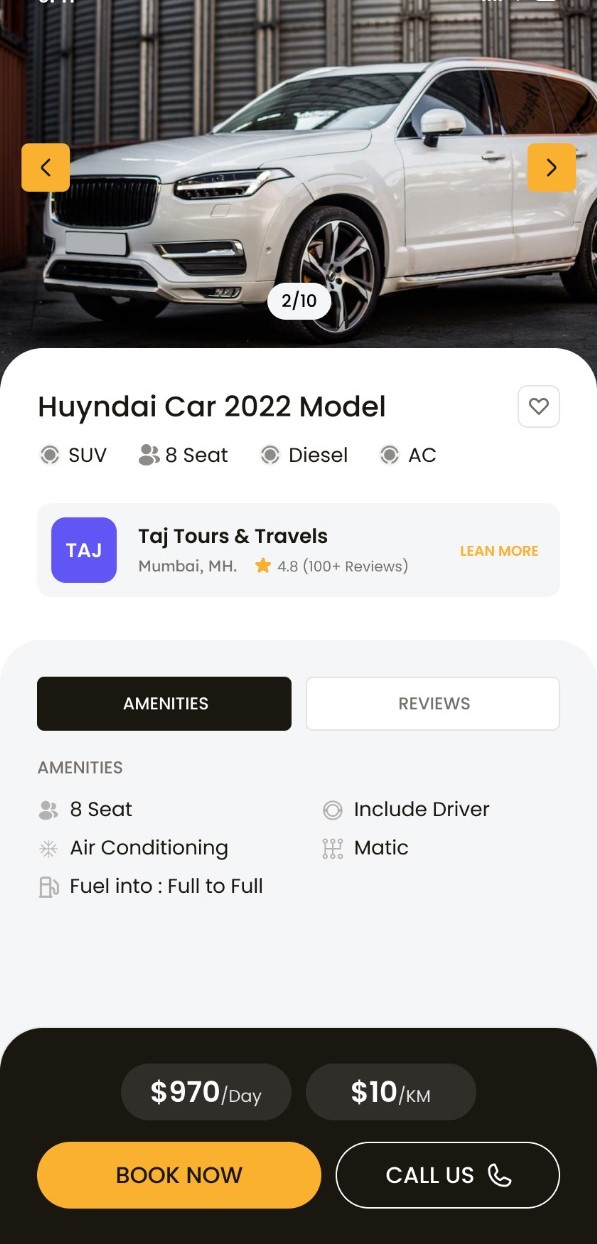 2/10
Huyndai Car 2022 Model
SUV 8 Seat Diesel AC
TAJ
Taj Tours & Travels
Mumbai, MH. 4.8 (100+ Reviews)
LEAN MORE
AMENITIES REVIEWS
AMENITIES
8 Seat Include Driver
Air Conditioning Matic
Fuel into : Full to Full
$970/Day $10/KM
BOOK NOW CALL US